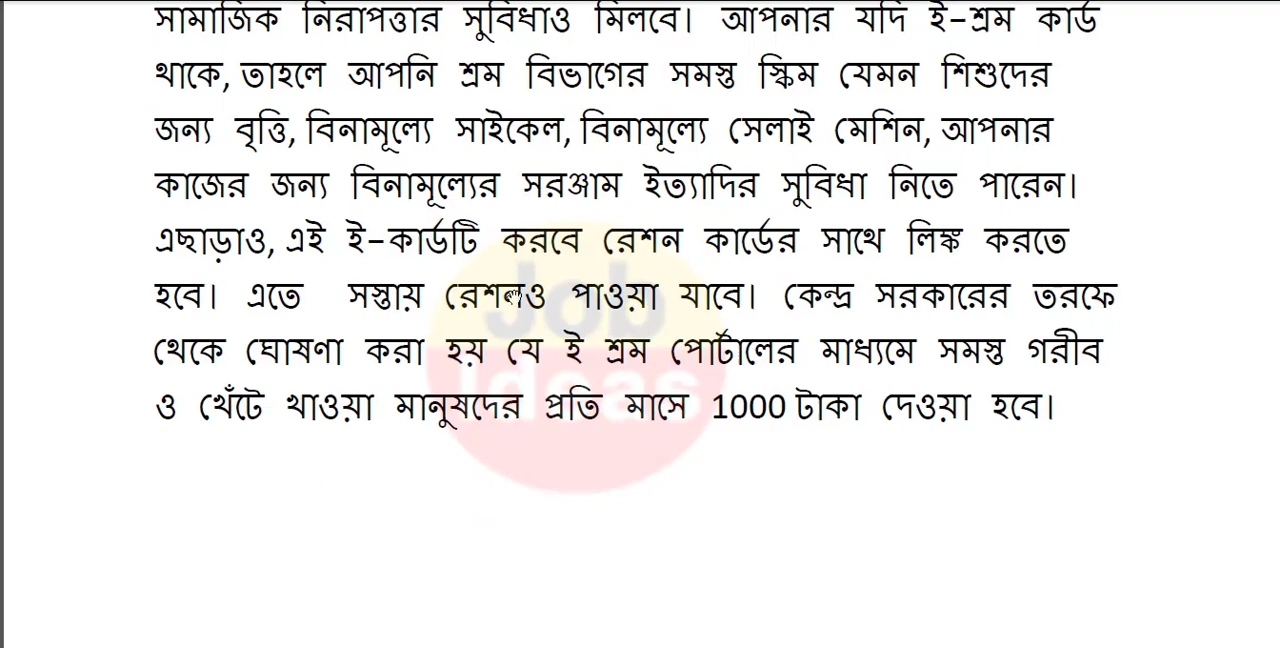 সামাজিক নিরাপত্তার সুবিধাও মিলবে। আপনার যদি ই-শ্রম কার্ড
থাকে, তাহলে আপনি শ্রম বিভাগের সমস্ত স্কিম যেমন শিশুদের
জন্য বৃত্তি, বিনামূল্যে সাইকেল, বিনামূল্যে সেলাই মেশিন, আপনার
কাজের জন্য বিনামূল্যের সরঞ্জাম ইত্যাদির সুবিধা নিতে পারেন।
এছাড়াও, এই ই-কার্ডটি করবে রেশন কার্ডের সাথে লিঙ্ক করতে
হবে। এতে সস্তায় রেশনও পাওয়া যাবে। কেন্দ্র সরকারের তরফে
থেকে ঘোষণা করা হয় যে ই শ্রম পোর্টালের মাধ্যমে সমস্ত গরীব
ও খেঁটে খাওয়া মানুষদের প্রতি মাসে 1000 টাকা দেওয়া হবে।
Job
Ideas